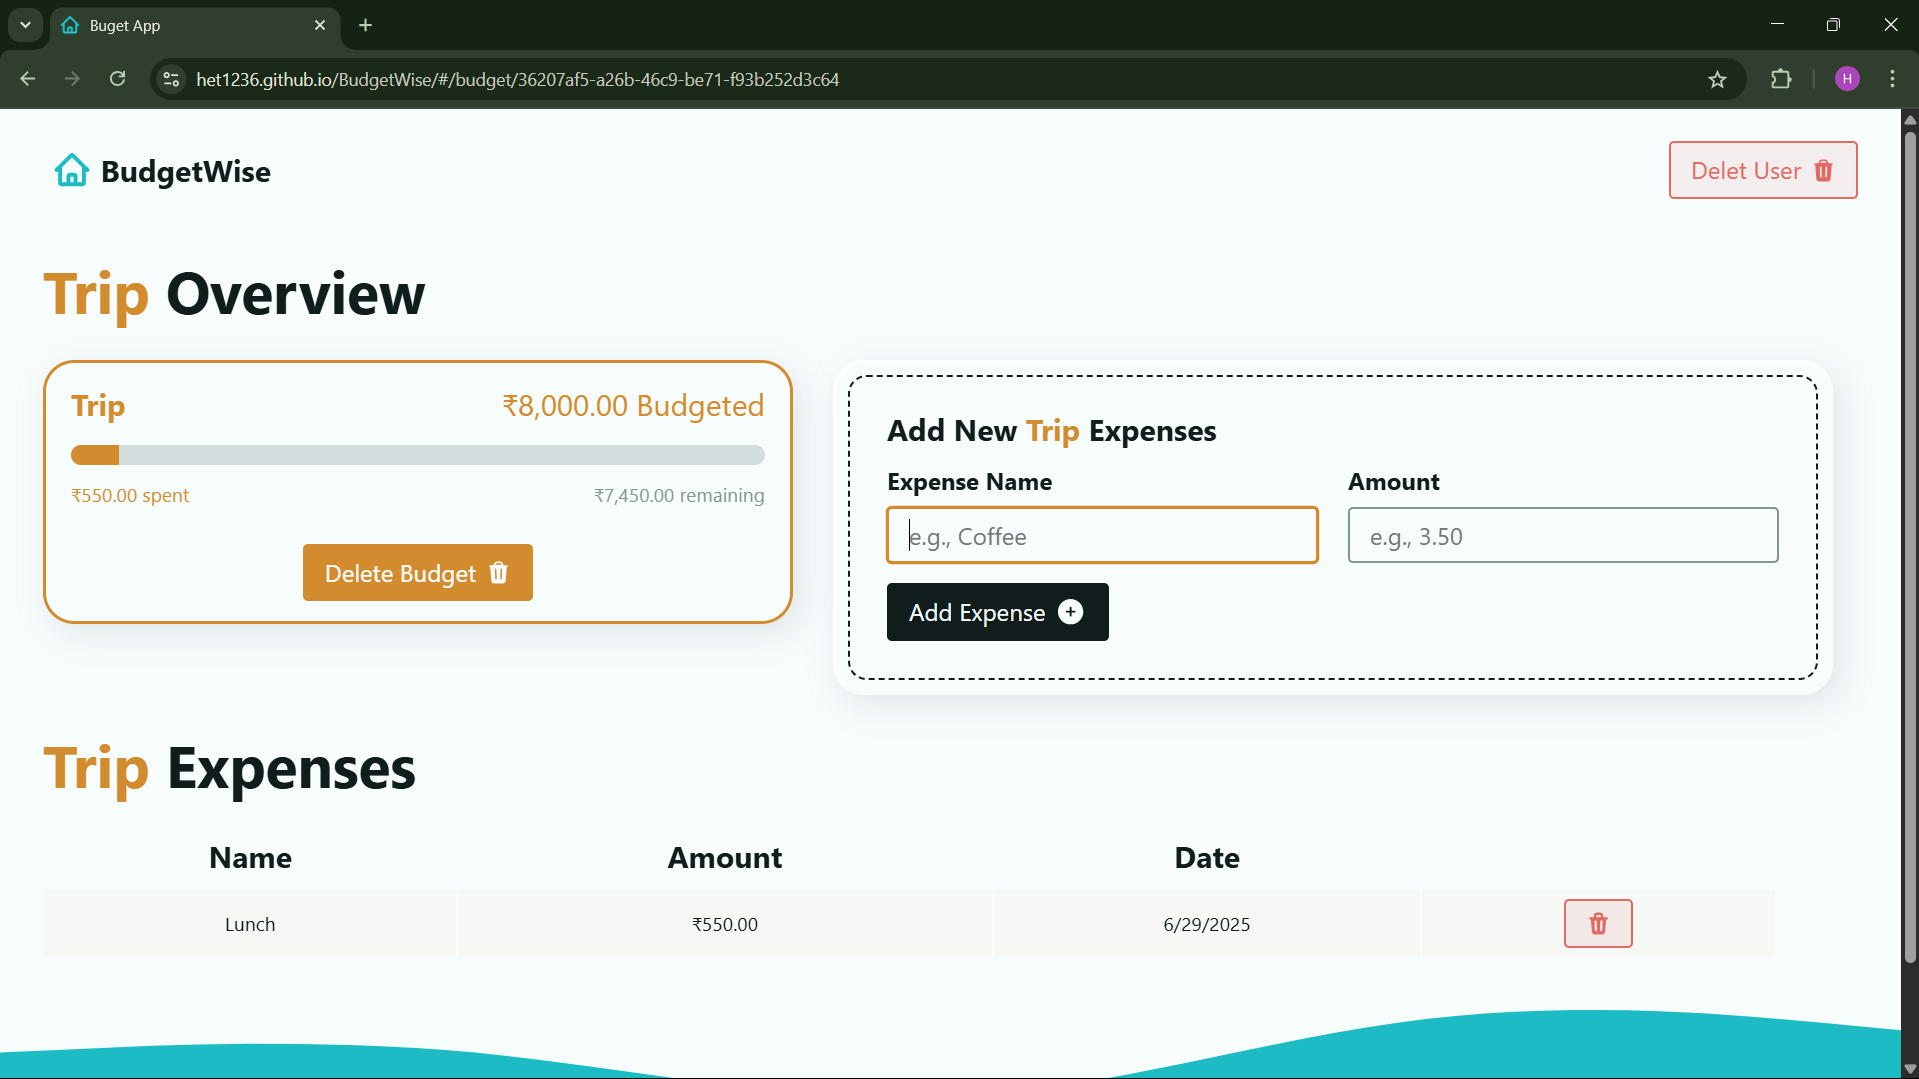 Buget App
het1236.github.io/BudgetWise/#/budget/36207af5-a26b-46c9-be71-f93b252d3c64
H
BudgetWise
Delet User
Trip Overview
Trip
₹8,000.00 Budgeted
₹550.00 spent
₹7,450.00 remaining
Delete Budget
Add New Trip Expenses
Expense Name
Amount
e.g., Coffee
e.g., 3.50
Add Expense
Trip Expenses
Name Amount Date
Lunch ₹550.00 6/29/2025